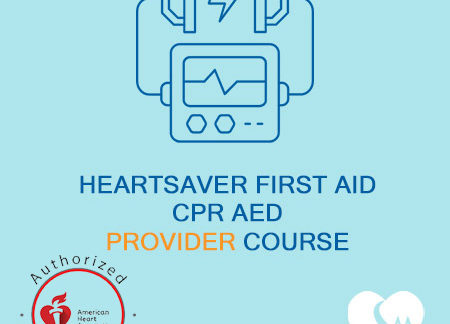 HEARTSAVER FIRST AID
CPR AED
PROVIDER COURSE
Authorized
American
Heart